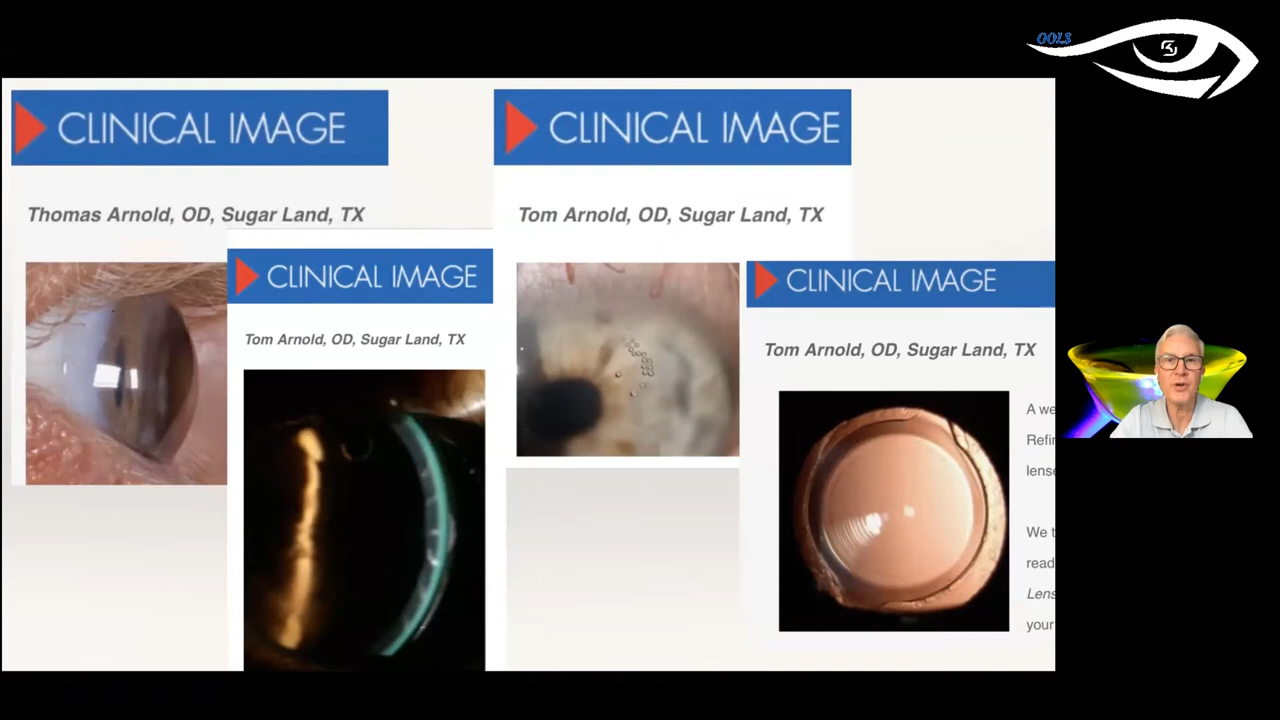 GOLS
CLINICAL IMAGE
Thomas Arnold, OD, Sugar Land, TX
CLINICAL IMAGE
Tom Arnold, OD, Sugar Land, TX
CLINICAL IMAGE
Tom Arnold, OD, Sugar Land, TX
CLINICAL IMAGE
Tom Arnold, OD, Sugar Land, TX
A we
Refin
lense
We t
read
Lens
your